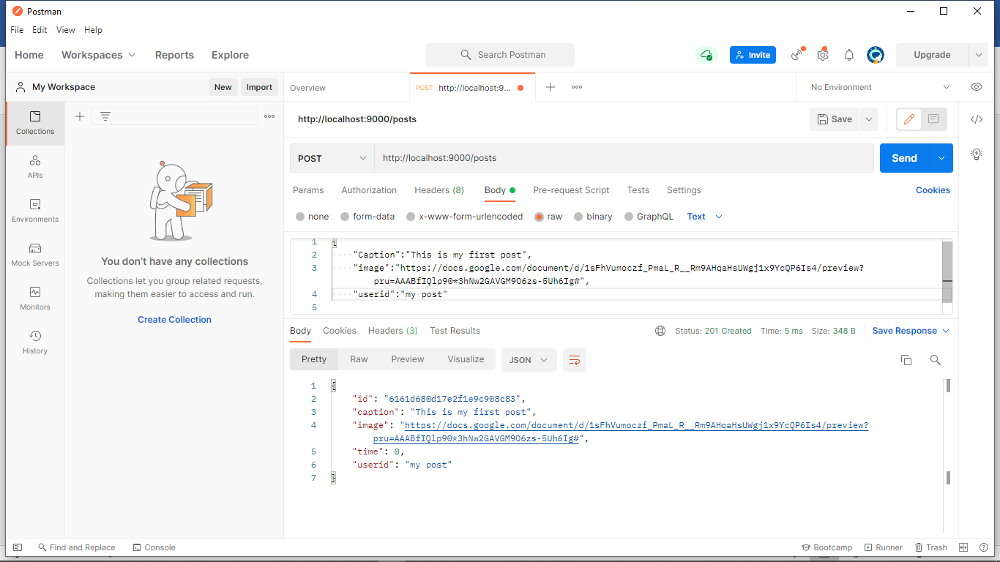 Postman
File Edit View Help
Home Workspaces Reports Explore Search Postman Invite Upgrade
My Workspace New Import Overview POST http://localhost:9... No Environment
Collections
APIs
Environments
Mock Servers
Monitors
History
You don't have any collections
Collections let you group related requests,
making them easier to access and run.
Create Collection
http://localhost:9000/posts Save
POST http://localhost:9000/posts Send
Params Authorization Headers (8) Body Pre-request Script Tests Settings Cookies
none form-data x-www-form-urlencoded raw binary GraphQL Text
1 {
2 "Caption":"This is my first post",
3 "image":"https://docs.google.com/document/d/1sFhVumoczf_PmaL_R__Rm9AHqaHsUWgj1x9YcQP6Is4/preview?
pru=AAABfIQlp90*3hNw2GAVGM9O6zs-5Uh6Ig#",
4 "userid":"my post"
5
Body Cookies Headers (3) Test Results Status: 201 Created Time: 5 ms Size: 348 B Save Response
Pretty Raw Preview Visualize JSON
1 {
2 "id": "6161d680d17e2f1e9c908c83",
3 "caption": "This is my first post",
4 "image": "https://docs.google.com/document/d/1sFhVumoczf_PmaL_R__Rm9AHqaHsUWgj1x9YcQP6Is4/preview?
pru=AAABfIQlp90*3hNw2GAVGM9O6zs-5Uh6Ig#",
5 "time": 0,
6 "userid": "my post"
7 }
Find and Replace Console Bootcamp Runner Trash